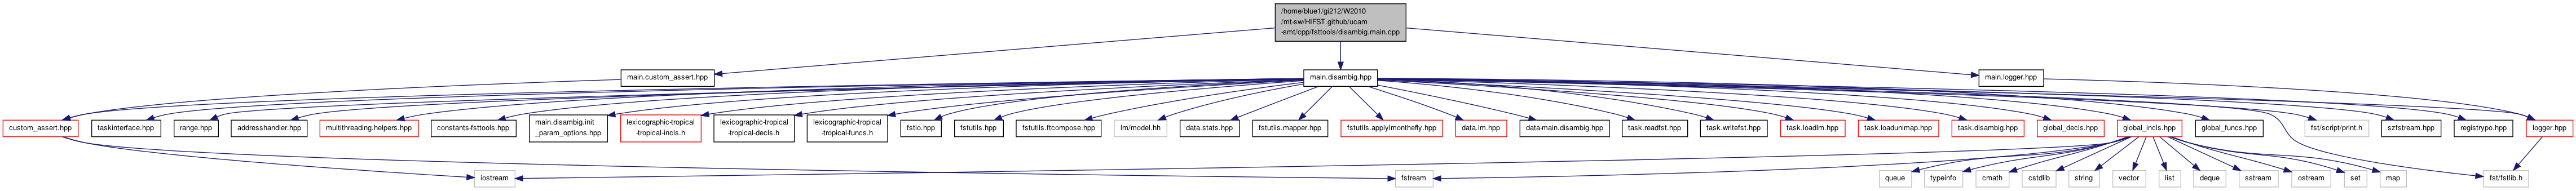 /home/blue1/gi212/W2010
/mt-sw/HIFST.github/ucam
-smt/cpp/fsttools/disambig.main.cpp
main.custom_assert.hpp
main.disambig.hpp
main.logger.hpp
custom_assert.hpp
taskinterface.hpp
range.hpp
addresshandler.hpp
multithreading.helpers.hpp
constants-fsttools.hpp
main.disambig.init
_param_options.hpp
lexicographic-tropical
-tropical-incls.h
lexicographic-tropical
-tropical-decls.h
lexicographic-tropical
-tropical-funcs.h
fstio.hpp
fstutils.hpp
fstutils.ftcompose.hpp
lm/model.hh
data.stats.hpp
fstutils.mapper.hpp
fstutils.applylmonthefly.hpp
data.lm.hpp
data-main.disambig.hpp
task.readfst.hpp
task.writefst.hpp
task.loadlm.hpp
task.loadunimap.hpp
task.disambig.hpp
global_decls.hpp
global_incls.hpp
global_funcs.hpp
fst/script/print.h
szfstream.hpp
registrypo.hpp
logger.hpp
iostream
fstream
queue
typeinfo
cmath
cstdlib
string
vector
list
deque
sstream
ostream
set
map
fst/fstlib.h